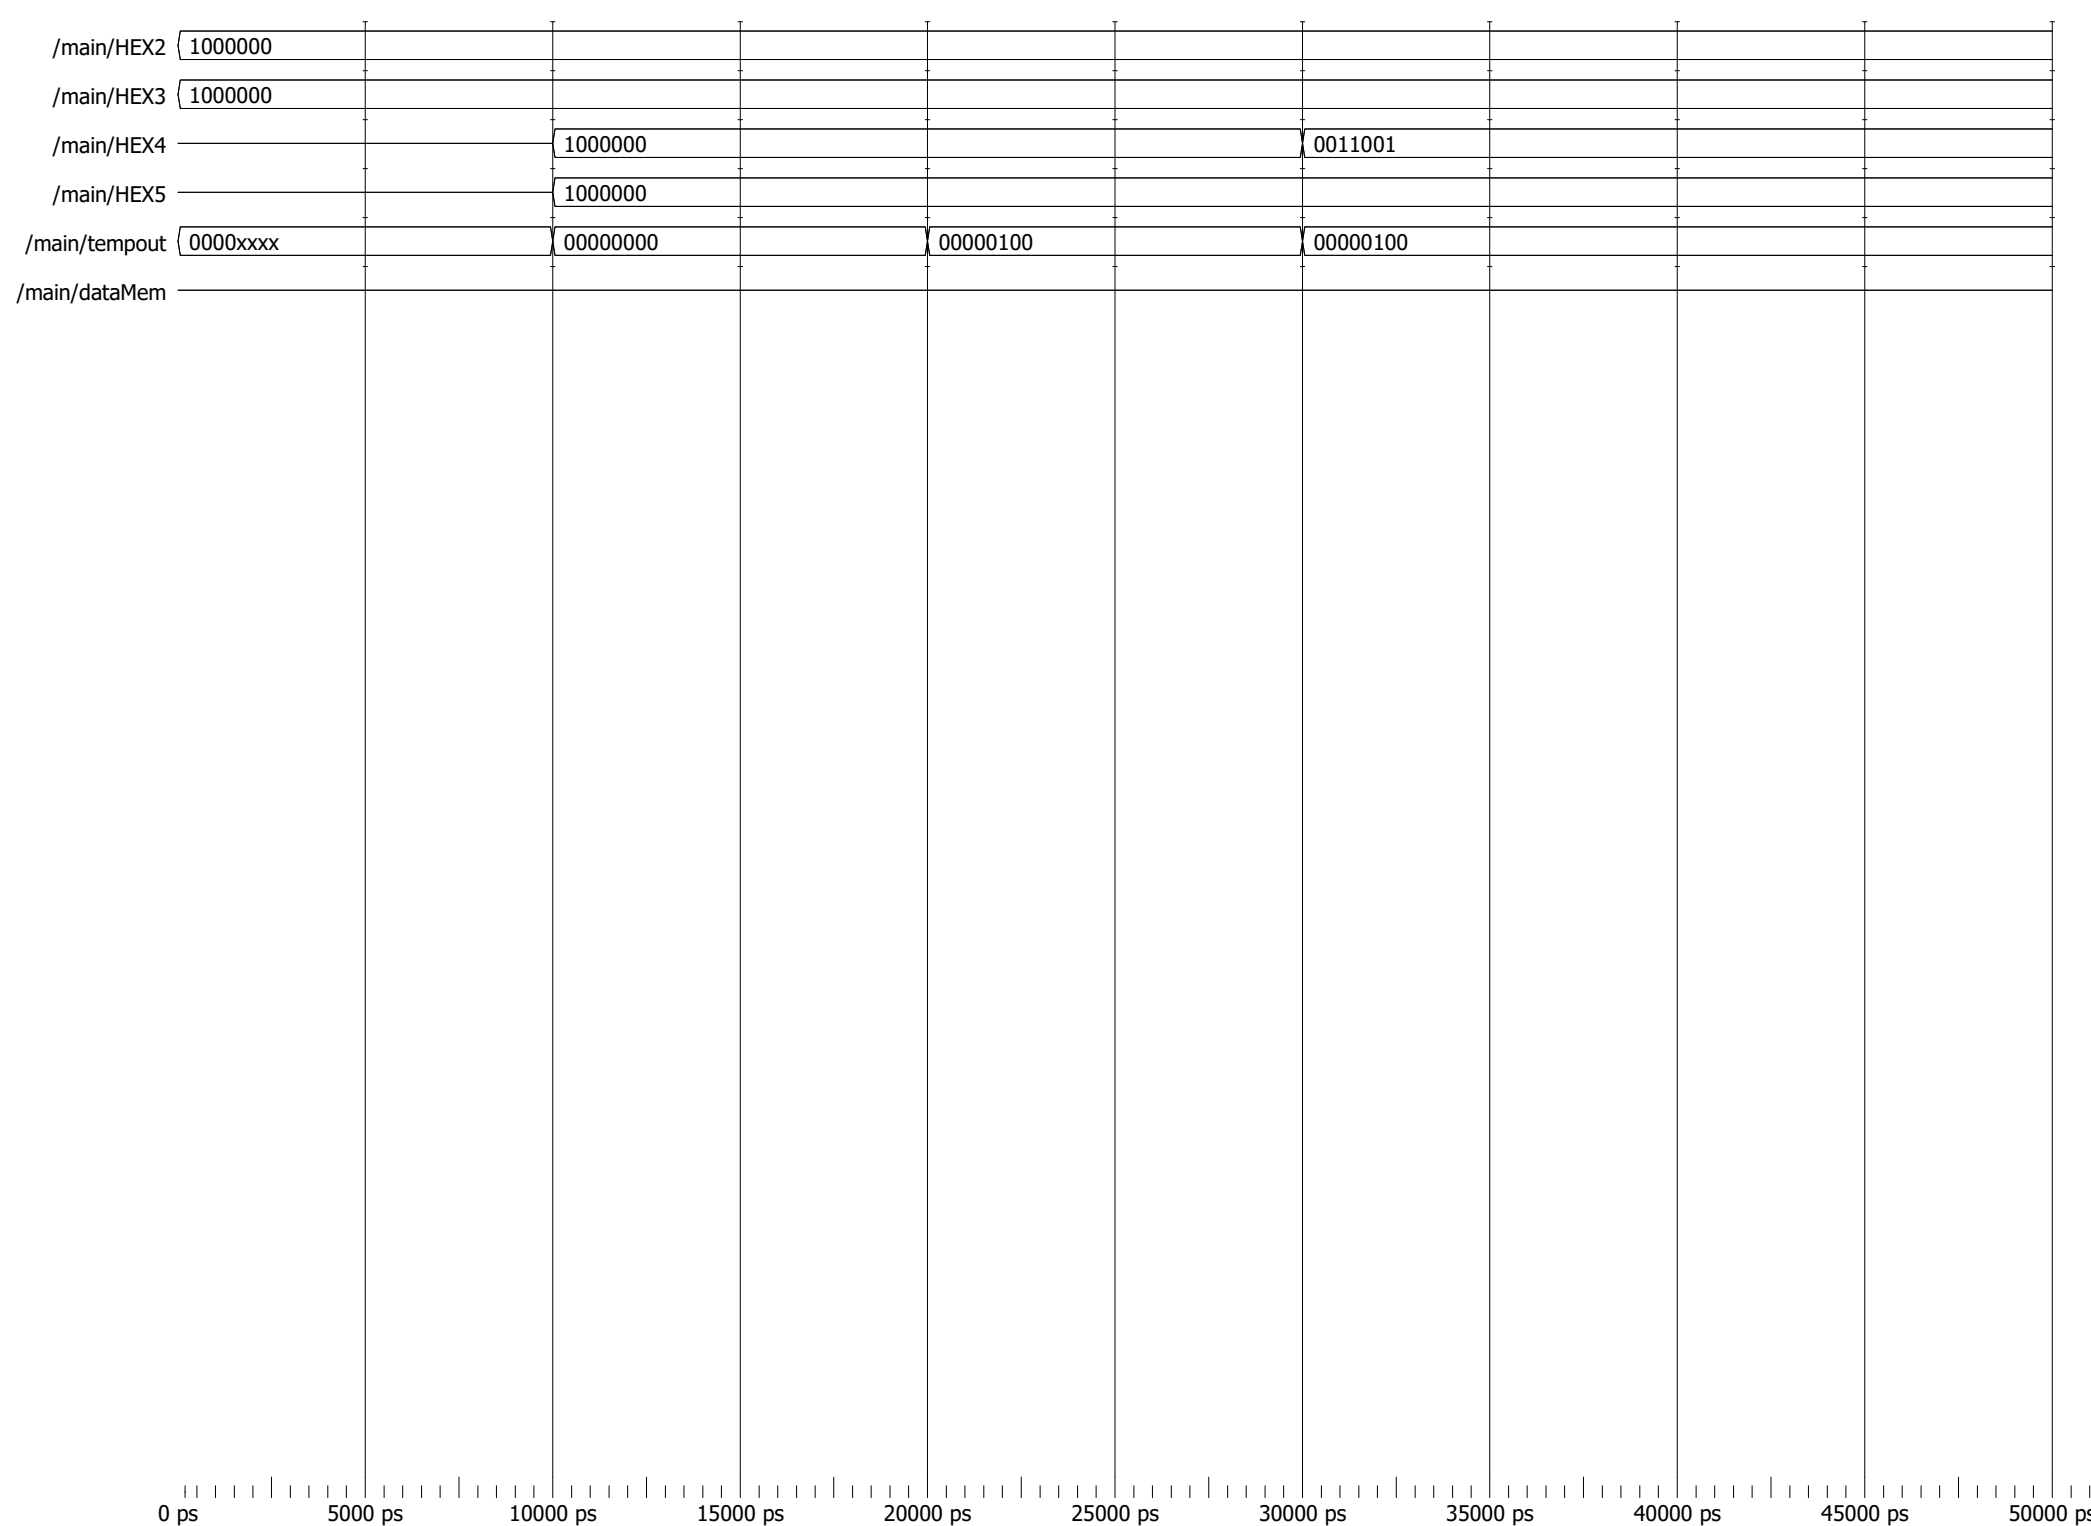 /main/HEX2 1000000
/main/HEX3 1000000
/main/HEX4 1000000 0011001
/main/HEX5 1000000
/main/tempout 0000xxxx 00000000 00000100 00000100
/main/dataMem
0 ps 5000 ps 10000 ps 15000 ps 20000 ps 25000 ps 30000 ps 35000 ps 40000 ps 45000 ps 50000 ps